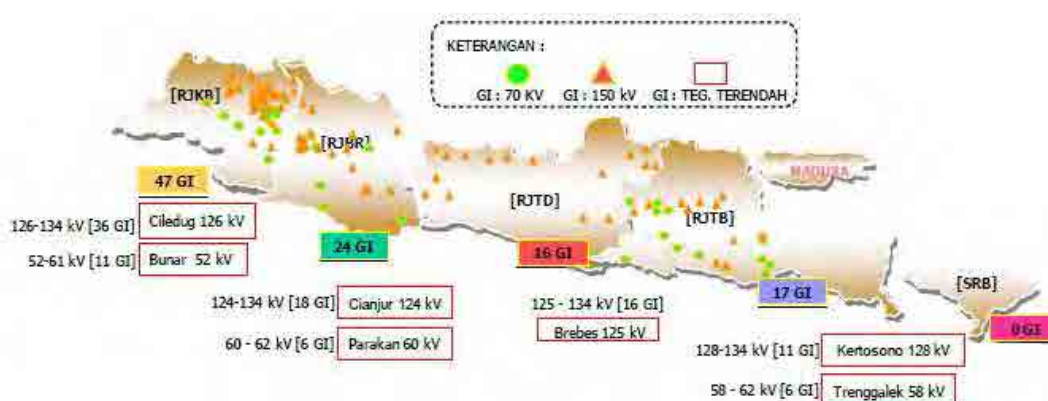 KETERANGAN :
GI : 70 KV GI : 150 kV GI : TEG. TERENDAH
[RJKB]
[RJBR]
MADURA
[RJTD]
[RJTB]
47 GI
126-134 kV [36 GI] Ciledug 126 kV
52-61 kV [11 GI] Bunar 52 kV
24 GI
16 GI
17 GI
[SRB]
0 GI
124-134 kV [18 GI] Cianjur 124 kV
60 - 62 kV [6 GI] Parakan 60 kV
125 - 134 kV [16 GI]
Brebes 125 kV
128-134 kV [11 GI] Kertosono 128 kV
58 - 62 kV [6 GI] Trenggalek 58 kV